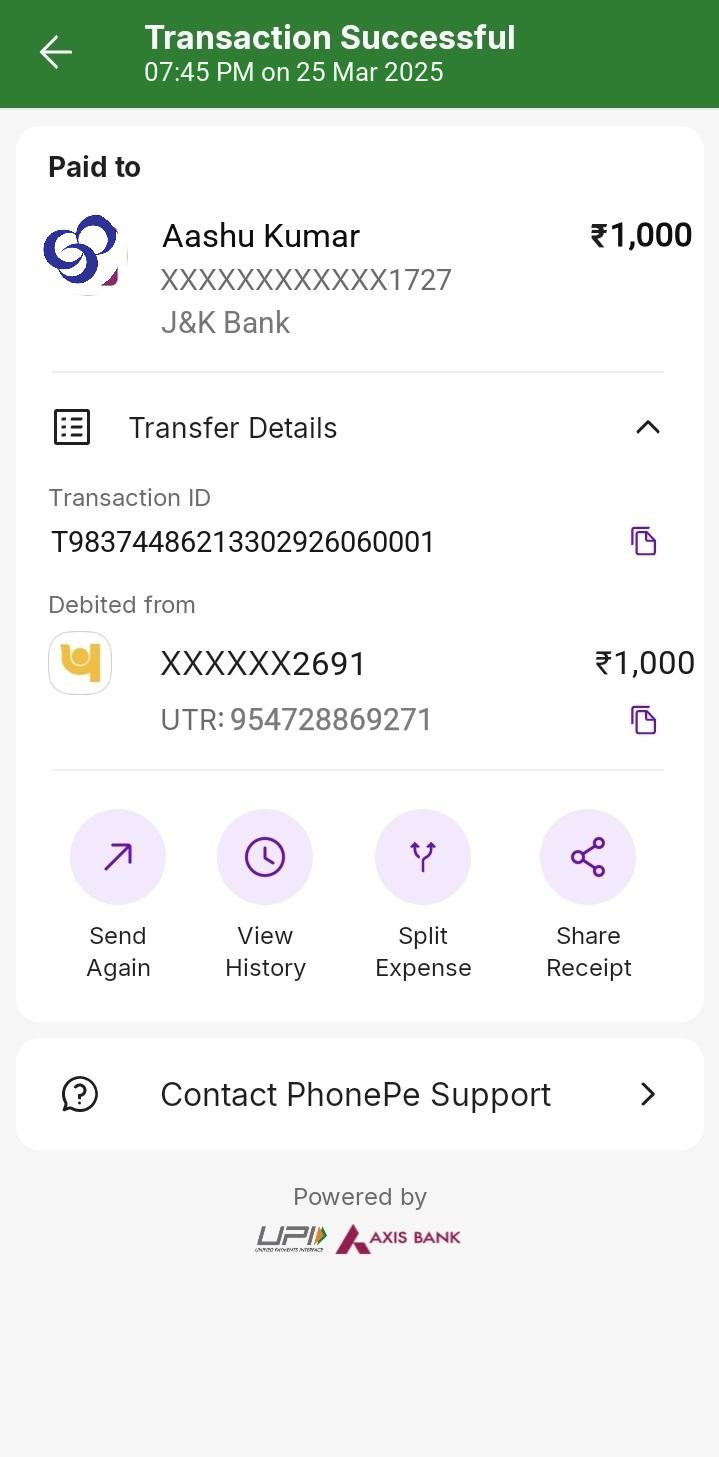 Transaction Successful
07:45 PM on 25 Mar 2025
Paid to
Aashu Kumar ₹1,000
XXXXXXXXXXXX1727
J&K Bank
Transfer Details
Transaction ID
T98374486213302926060001
Debited from
XXXXXX2691 ₹1,000
UTR: 954728869271
Send Again
View History
Split Expense
Share Receipt
Contact PhonePe Support
Powered by
UPI AXIS BANK
UNIFIED PAYMENTS INTERFACE